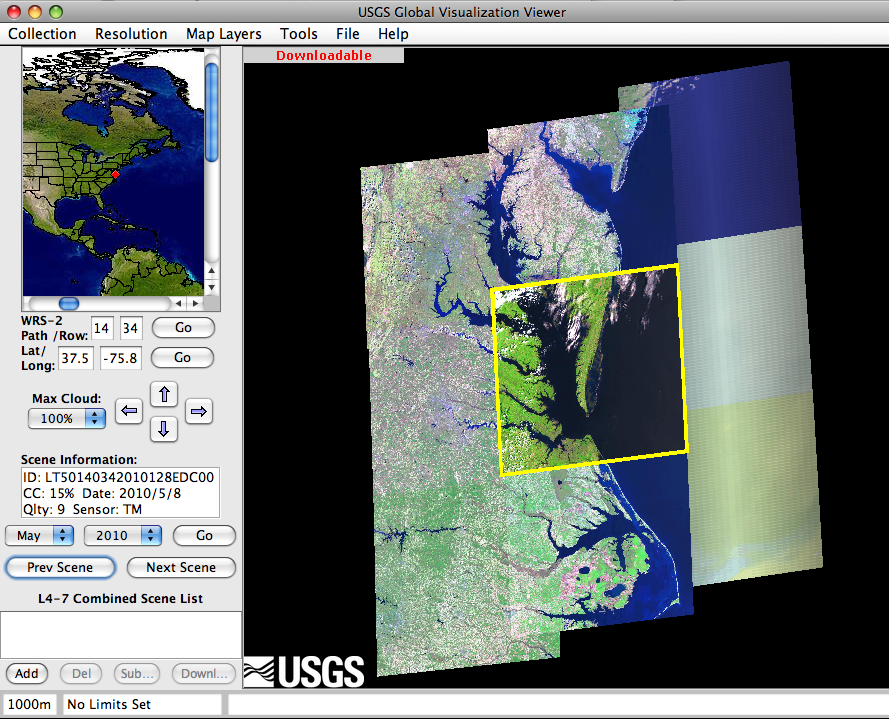 USGS Global Visualization Viewer
Collection Resolution Map Layers Tools File Help
Downloadable
WRS-2
Path /Row: 14 34 Go
Lat/
Long: 37.5 -75.8 Go
Max Cloud:
100%
Scene Information:
ID: LT50140342010128EDC00
CC: 15% Date: 2010/5/8
Qlty: 9 Sensor: TM
May 2010 Go
Prev Scene Next Scene
L4-7 Combined Scene List
Add Del Sub... Downl...
USGS
1000m No Limits Set